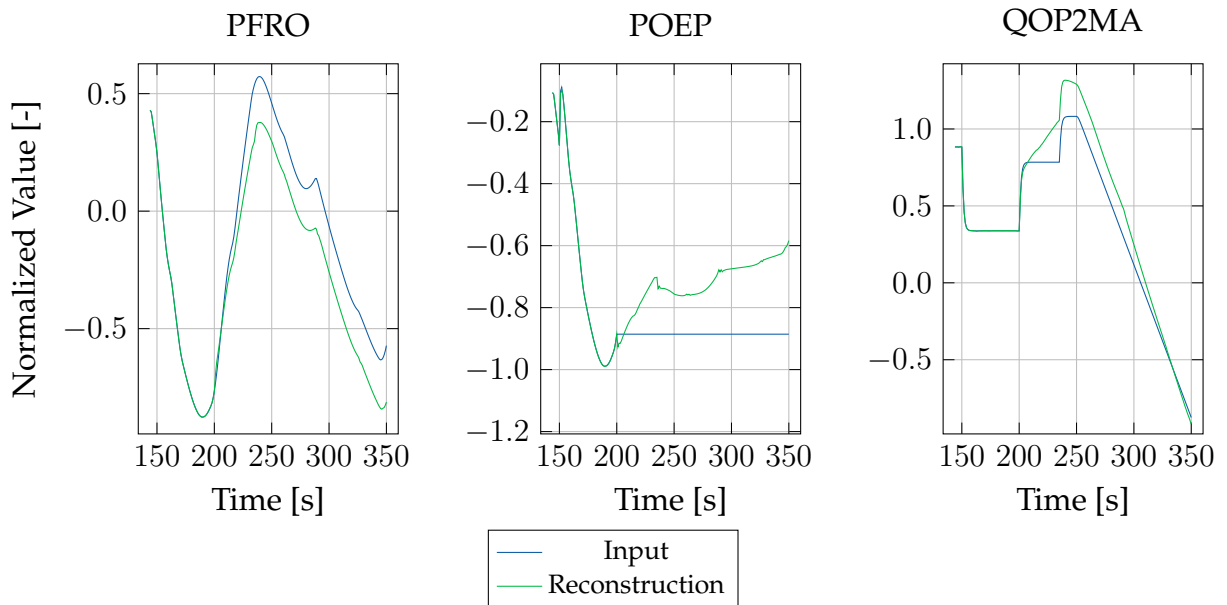 PFRO
POEP
QOP2MA
Normalized Value [-]
0.5
0.0
−0.5
150 200 250 300 350
Time [s]
−0.2
−0.4
−0.6
−0.8
−1.0
−1.2
150 200 250 300 350
Time [s]
1.0
0.5
0.0
−0.5
150 200 250 300 350
Time [s]
Input
Reconstruction